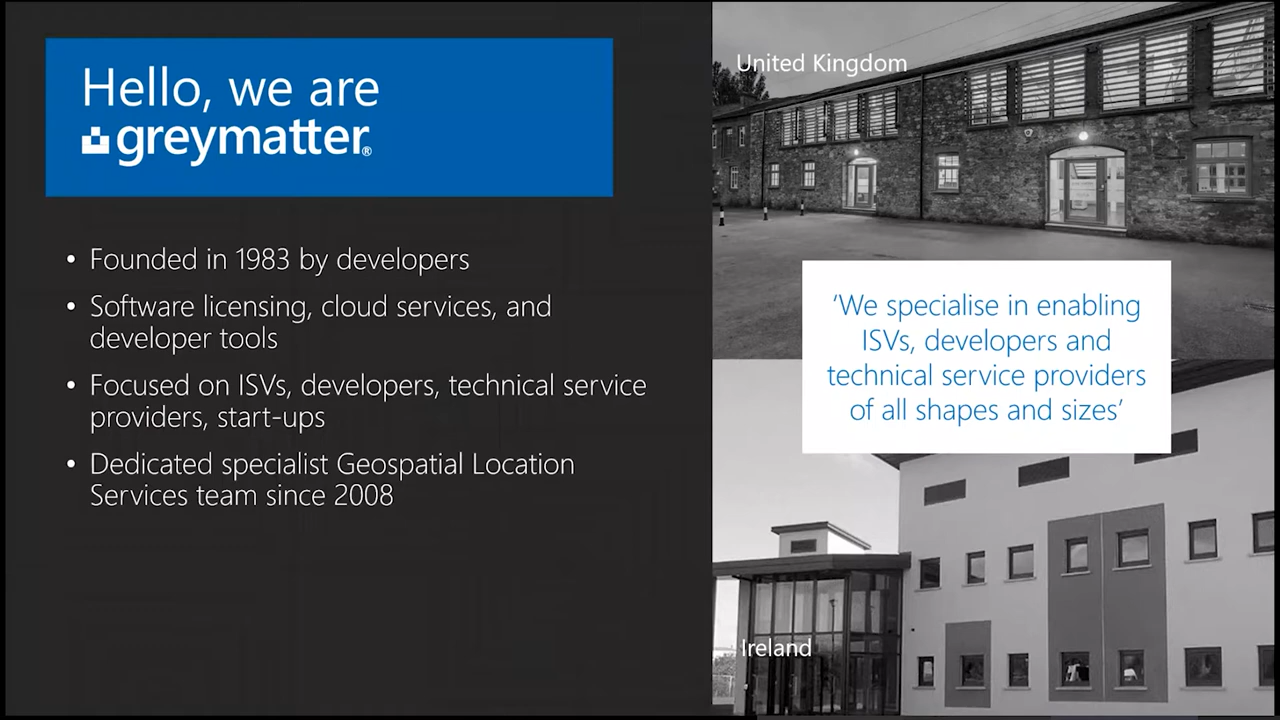 Hello, we are
greymatter®
• Founded in 1983 by developers
• Software licensing, cloud services, and
developer tools
• Focused on ISVs, developers, technical service
providers, start-ups
• Dedicated specialist Geospatial Location
Services team since 2008
United Kingdom
‘We specialise in enabling
ISVs, developers and
technical service providers
of all shapes and sizes’
Ireland